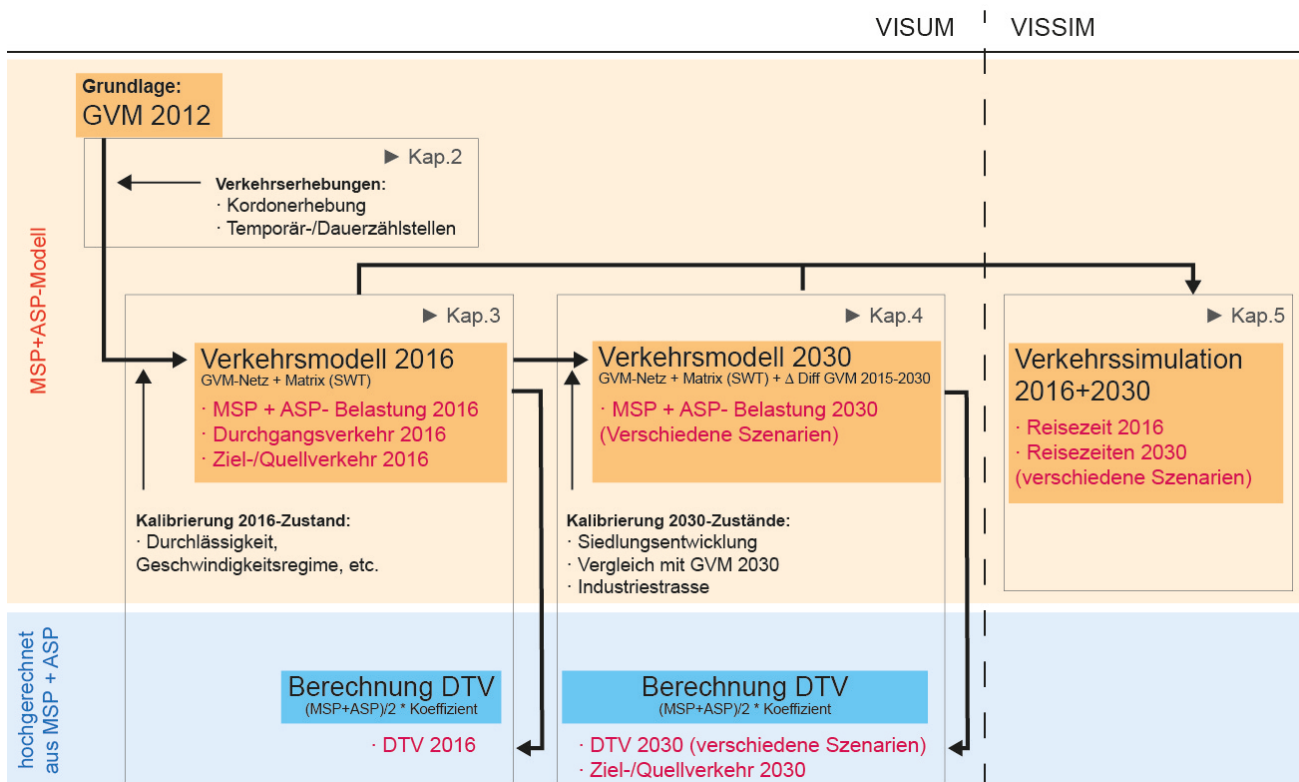 VISUM
VISSIM
Grundlage:
GVM 2012
► Kap.2
Verkehrserhebungen:
· Kordonerhebung
· Temporär-/Dauerzählstellen
MSP+ASP-Modell
► Kap.3
Verkehrsmodell 2016
GVM-Netz + Matrix (SWT)
· MSP + ASP- Belastung 2016
· Durchgangsverkehr 2016
· Ziel-/Quellverkehr 2016
Kalibrierung 2016-Zustand:
· Durchlässigkeit,
Geschwindigkeitsregime, etc.
► Kap.4
Verkehrsmodell 2030
GVM-Netz + Matrix (SWT) + Δ Diff GVM 2015-2030
· MSP + ASP- Belastung 2030
(Verschiedene Szenarien)
Kalibrierung 2030-Zustände:
· Siedlungsentwicklung
· Vergleich mit GVM 2030
· Industriestrasse
► Kap.5
Verkehrssimulation
2016+2030
· Reisezeit 2016
· Reisezeiten 2030
(verschiedene Szenarien)
hochgerechnet
aus MSP + ASP
Berechnung DTV
(MSP+ASP)/2 * Koeffizient
· DTV 2016
Berechnung DTV
(MSP+ASP)/2 * Koeffizient
· DTV 2030 (verschiedene Szenarien)
· Ziel-/Quellverkehr 2030